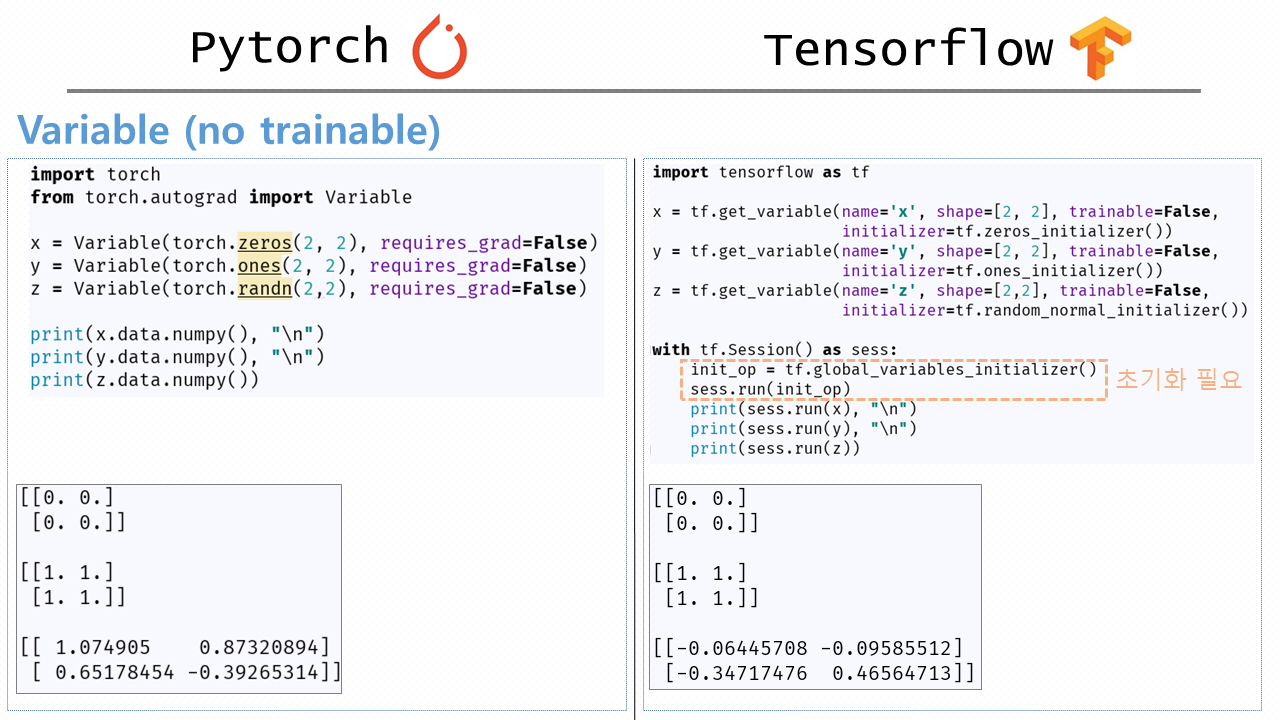 Pytorch
Tensorflow
Variable (no trainable)
import torch
from torch.autograd import Variable
x = Variable(torch.zeros(2, 2), requires_grad=False)
y = Variable(torch.ones(2, 2), requires_grad=False)
z = Variable(torch.randn(2,2), requires_grad=False)
print(x.data.numpy(), "\n")
print(y.data.numpy(), "\n")
print(z.data.numpy())
[[0. 0.]
[0. 0.]]
[[1. 1.]
[1. 1.]]
[[ 1.074905 0.87320894]
[ 0.65178454 -0.39265314]]
import tensorflow as tf
x = tf.get_variable(name='x', shape=[2, 2], trainable=False,
initializer=tf.zeros_initializer())
y = tf.get_variable(name='y', shape=[2, 2], trainable=False,
initializer=tf.ones_initializer())
z = tf.get_variable(name='z', shape=[2,2], trainable=False,
initializer=tf.random_normal_initializer())
with tf.Session() as sess:
init_op = tf.global_variables_initializer()
sess.run(init_op)
초기화 필요
print(sess.run(x), "\n")
print(sess.run(y), "\n")
print(sess.run(z))
[[0. 0.]
[0. 0.]]
[[1. 1.]
[1. 1.]]
[[-0.06445708 -0.09585512]
[-0.34717476 0.46564713]]